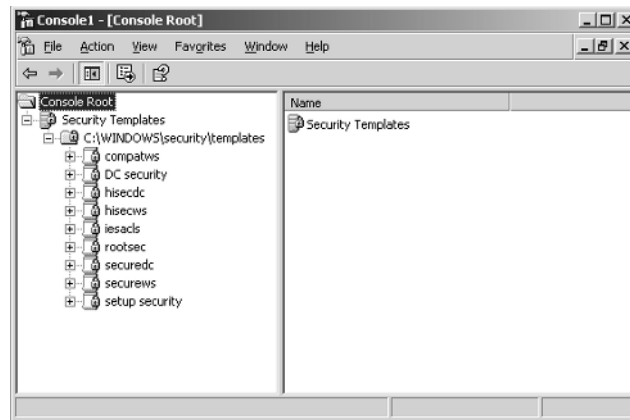 Console1 - [Console Root]
File Action View Favorites Window Help
Console Root
Security Templates
C:\WINDOWS\security\templates
compatws
DC security
hisecdc
hisecws
iesacls
rootsec
securedc
securews
setup security
Name
Security Templates